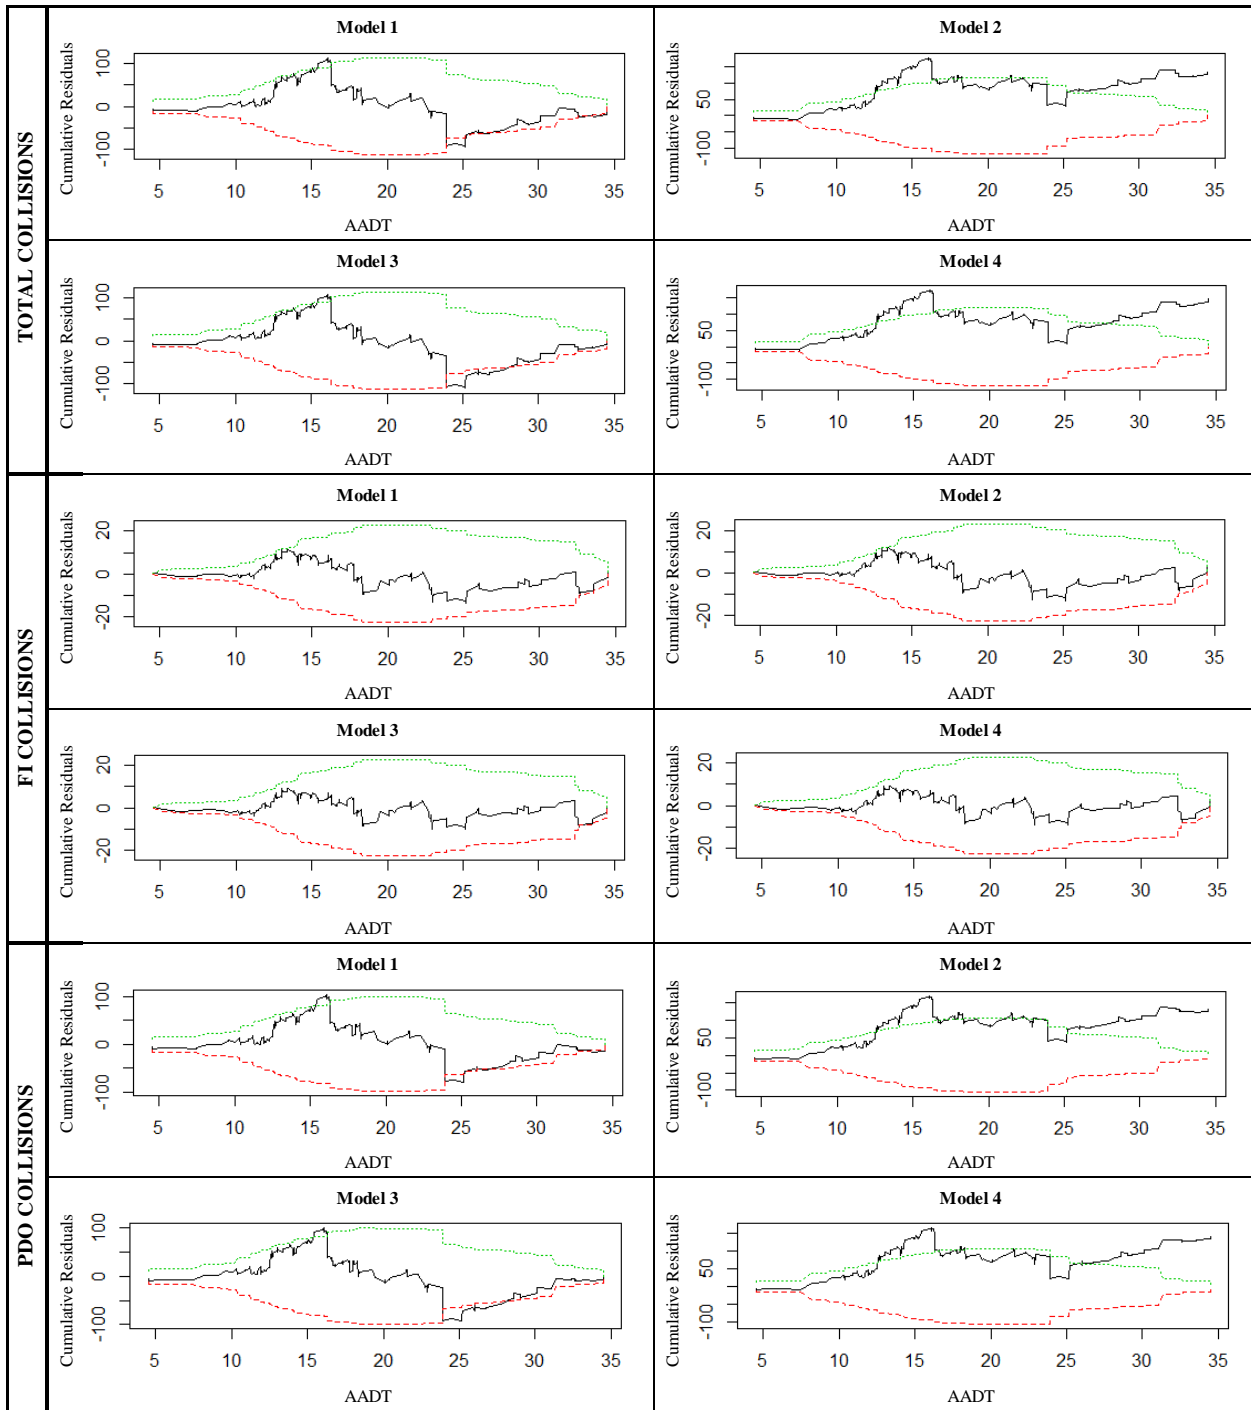 TOTAL COLLISIONS
Model 1
Cumulative Residuals
-100 0 100
5 10 15 20 25 30 35
AADT
Model 2
Cumulative Residuals
-100 50
5 10 15 20 25 30 35
AADT
Model 3
Cumulative Residuals
-100 0 100
5 10 15 20 25 30 35
AADT
Model 4
Cumulative Residuals
-100 50
5 10 15 20 25 30 35
AADT
FI COLLISIONS
Model 1
Cumulative Residuals
-20 0 20
5 10 15 20 25 30 35
AADT
Model 2
Cumulative Residuals
-20 0 20
5 10 15 20 25 30 35
AADT
Model 3
Cumulative Residuals
-20 0 20
5 10 15 20 25 30 35
AADT
Model 4
Cumulative Residuals
-20 0 20
5 10 15 20 25 30 35
AADT
PDO COLLISIONS
Model 1
Cumulative Residuals
-100 0 100
5 10 15 20 25 30 35
AADT
Model 2
Cumulative Residuals
-100 50
5 10 15 20 25 30 35
AADT
Model 3
Cumulative Residuals
-100 0 100
5 10 15 20 25 30 35
AADT
Model 4
Cumulative Residuals
-100 50
5 10 15 20 25 30 35
AADT